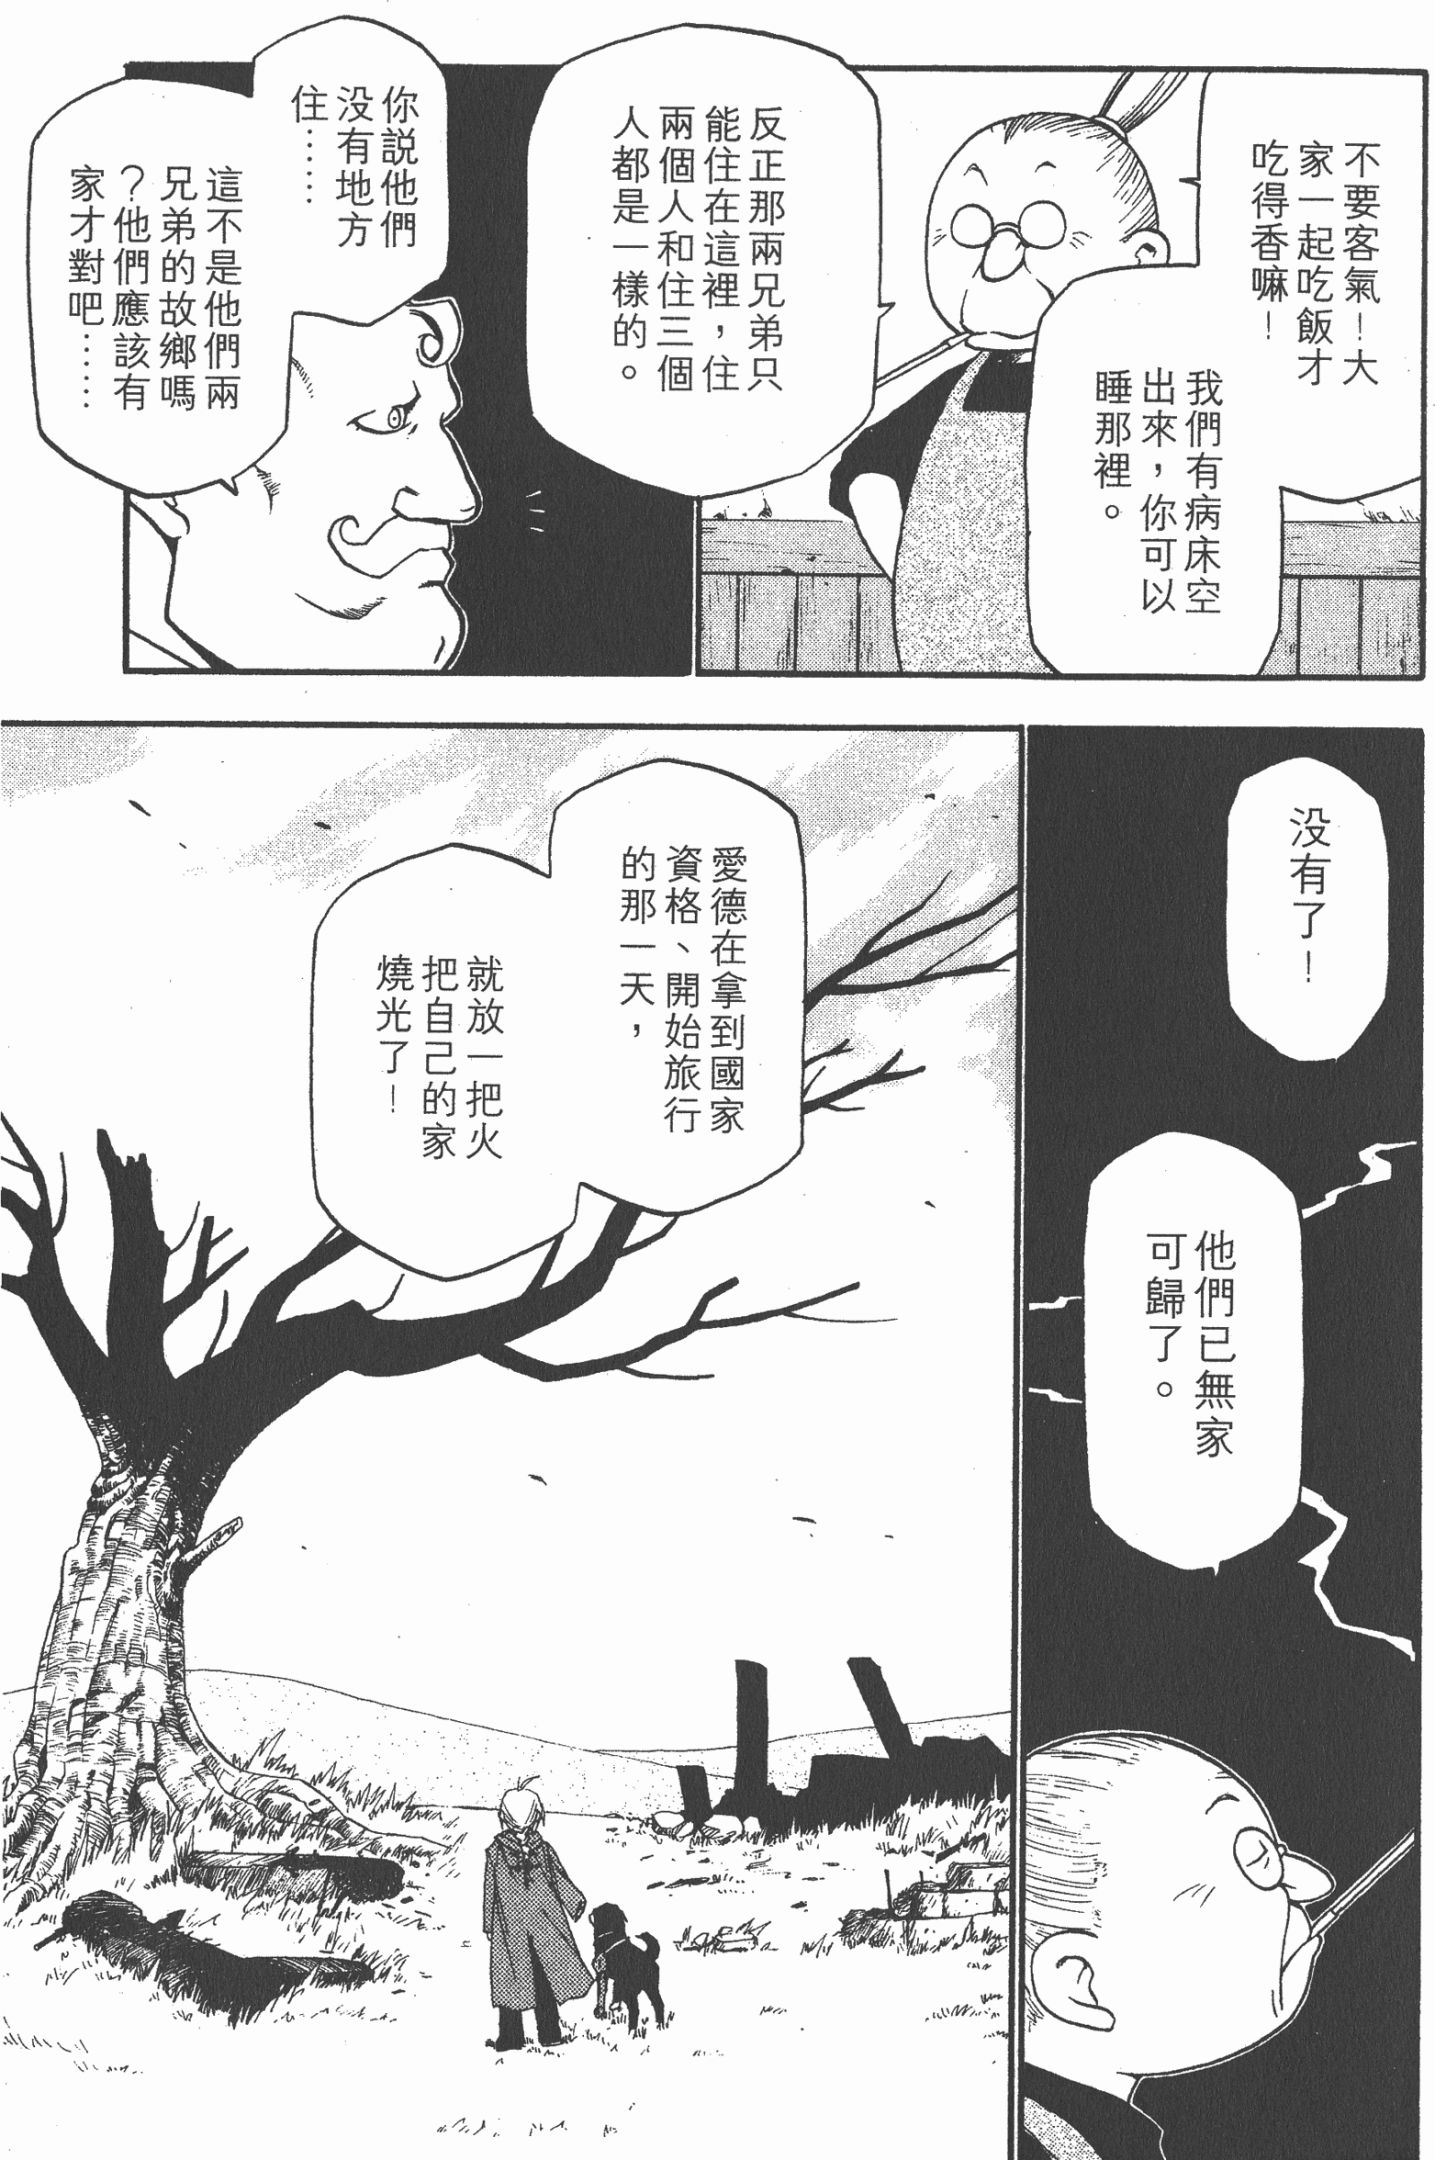 不要客氣！大
家一起吃飯才
吃得香嘛！
我們有病床空
出來，你可以
睡那裡。
反正那兩兄弟只
能住在這裡，住
兩個人和住三個
人都是一樣的。
你説他們
没有地方
住……
這不是他們兩
兄弟的故鄉嗎
？他們應該有
家才對吧……
没有了！
他們已無家
可歸了。
愛德在拿到國家
資格、開始旅行
的那一天，
就放一把火
把自己的家
燒光了！